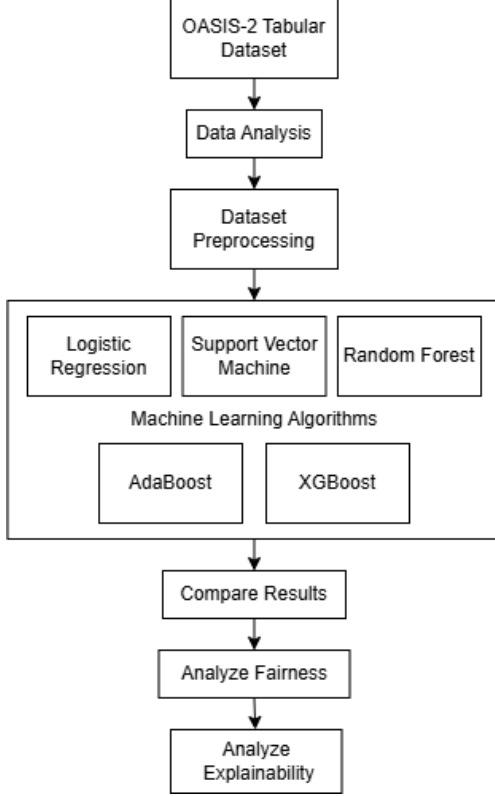 OASIS-2 Tabular
Dataset
Data Analysis
Dataset
Preprocessing
Logistic
Regression
Support Vector
Machine
Random Forest
Machine Learning Algorithms
AdaBoost
XGBoost
Compare Results
Analyze Fairness
Analyze
Explainability